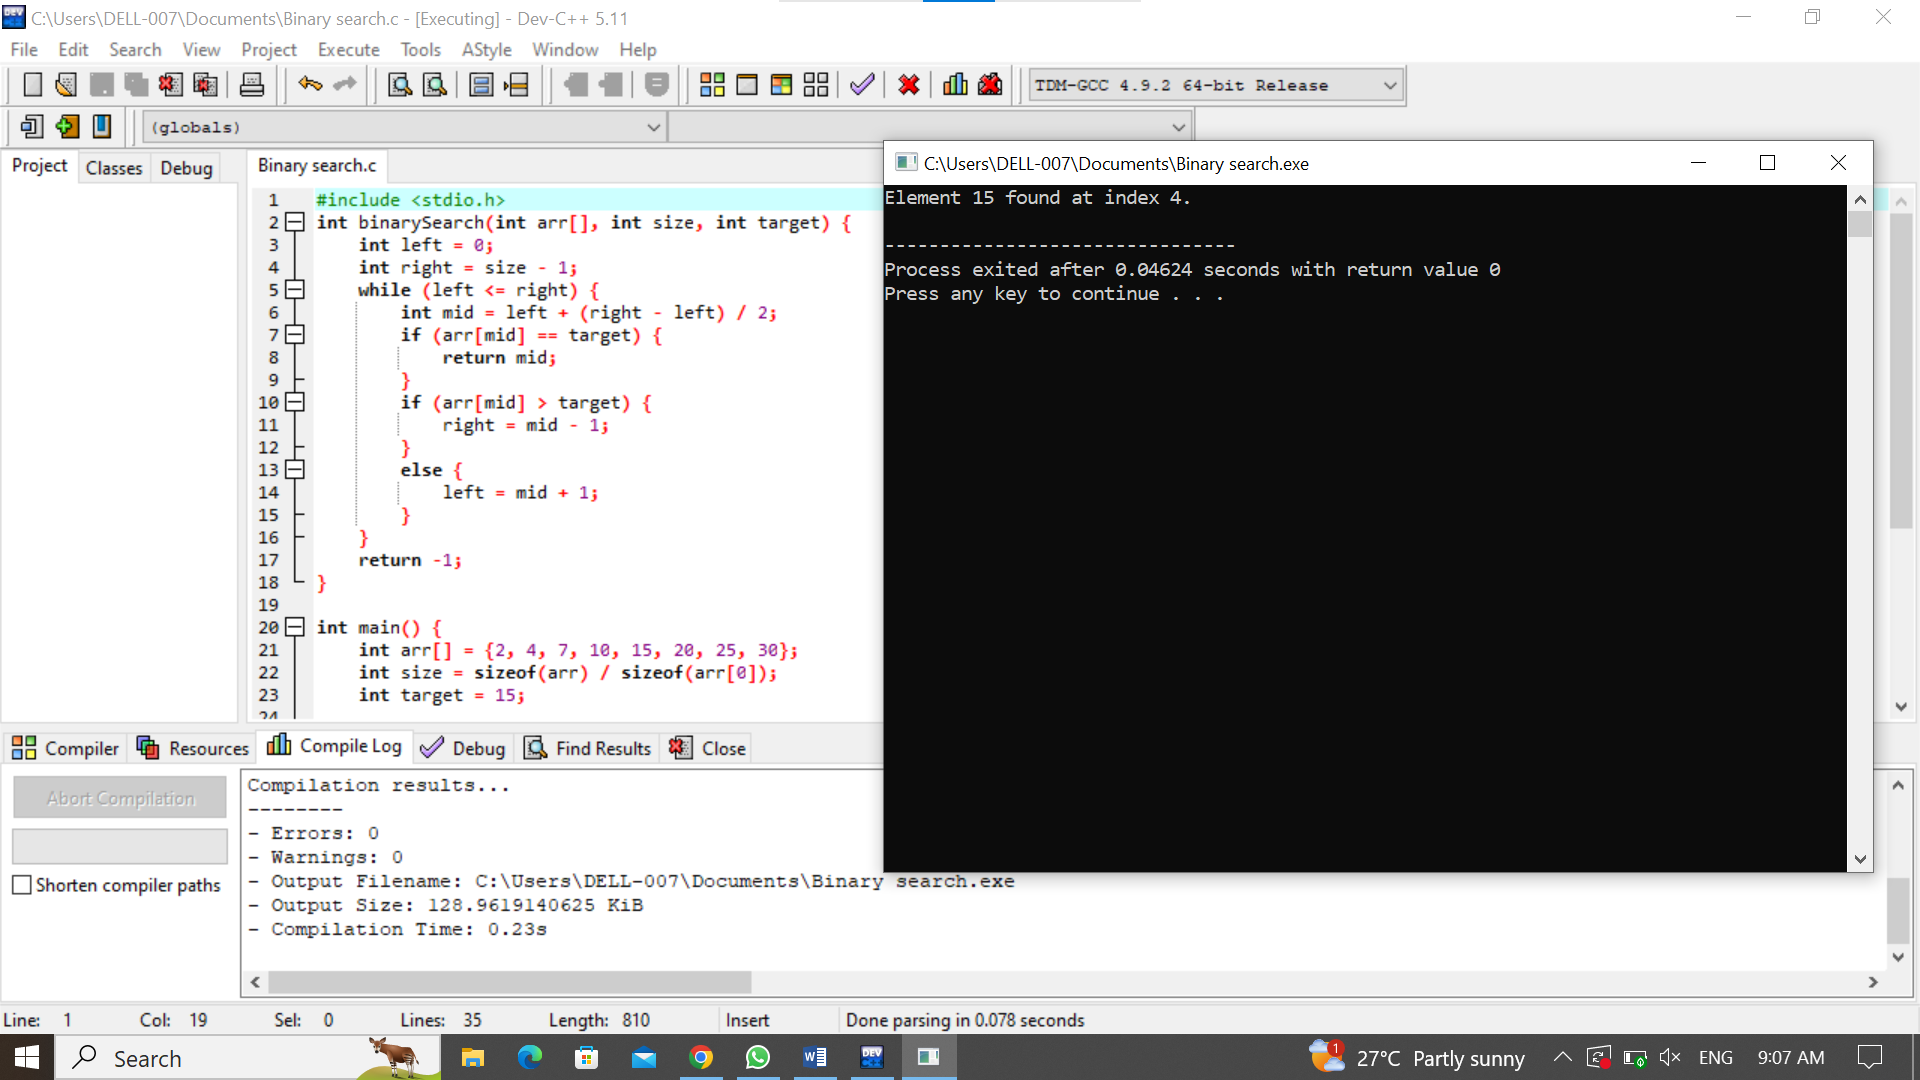 C:\Users\DELL-007\Documents\Binary search.c - [Executing] - Dev-C++ 5.11
File Edit Search View Project Execute Tools AStyle Window Help
TDM-GCC 4.9.2 64-bit Release
(globals)
Project Classes Debug
Binary search.c
1 #include <stdio.h>
2 int binarySearch(int arr[], int size, int target) {
3 int left = 0;
4 int right = size - 1;
5 while (left <= right) {
6 int mid = left + (right - left) / 2;
7 if (arr[mid] == target) {
8 return mid;
9 }
10 if (arr[mid] > target) {
11 right = mid - 1;
12 }
13 else {
14 left = mid + 1;
15 }
16 }
17 return -1;
18 }
19
20 int main() {
21 int arr[] = {2, 4, 7, 10, 15, 20, 25, 30};
22 int size = sizeof(arr) / sizeof(arr[0]);
23 int target = 15;
24
C:\Users\DELL-007\Documents\Binary search.exe
Element 15 found at index 4.
--------------------------------
Process exited after 0.04624 seconds with return value 0
Press any key to continue . . .
Compiler Resources Compile Log Debug Find Results Close
Abort Compilation
Shorten compiler paths
Compilation results...
--------
- Errors: 0
- Warnings: 0
- Output Filename: C:\Users\DELL-007\Documents\Binary search.exe
- Output Size: 128.9619140625 KiB
- Compilation Time: 0.23s
Line: 1 Col: 19 Sel: 0 Lines: 35 Length: 810 Insert Done parsing in 0.078 seconds
Search
DEV
1
27°C Partly sunny
ENG
9:07 AM